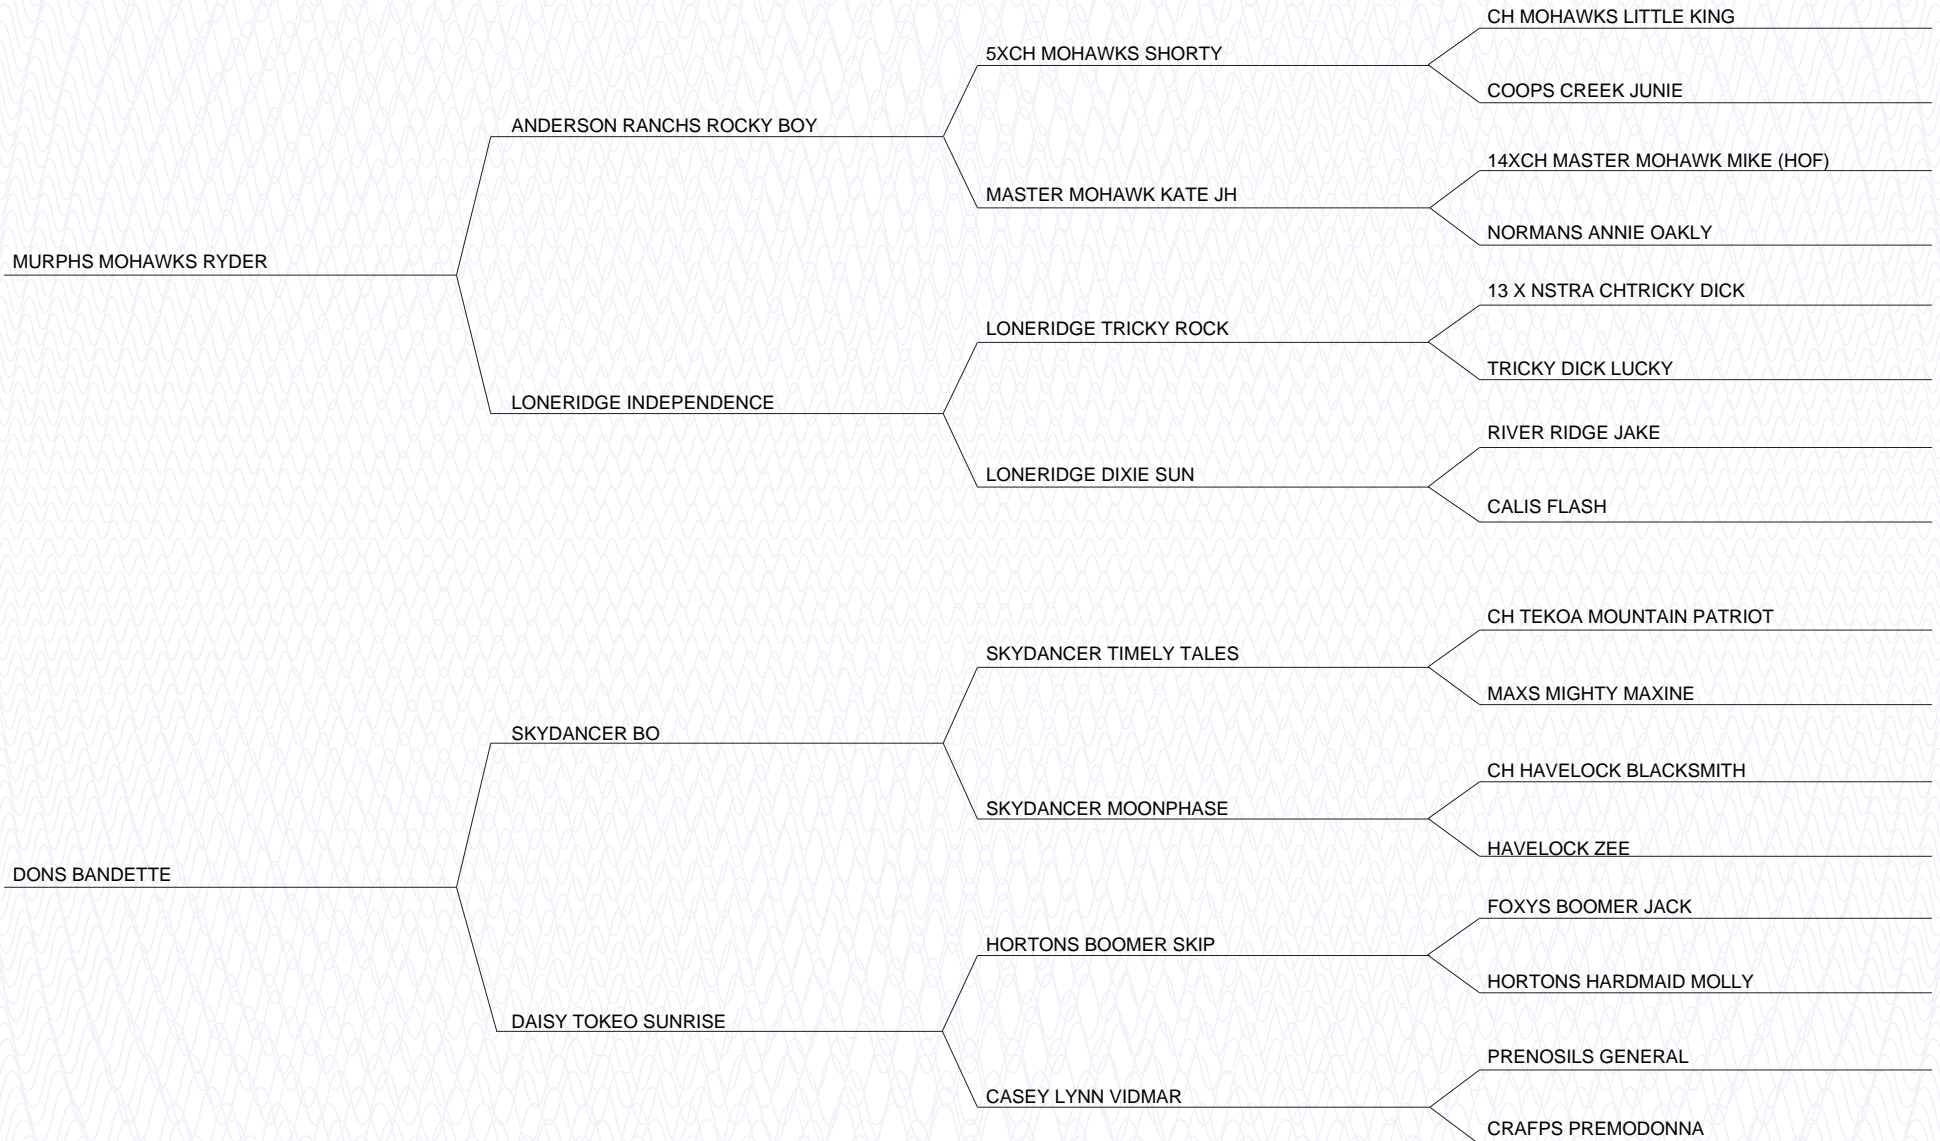 CH MOHAWKS LITTLE KING
5XCH MOHAWKS SHORTY
COOPS CREEK JUNIE
ANDERSON RANCHS ROCKY BOY
14XCH MASTER MOHAWK MIKE (HOF)
MASTER MOHAWK KATE JH
NORMANS ANNIE OAKLY
MURPHS MOHAWKS RYDER
13 X NSTRA CHTRICKY DICK
LONERIDGE TRICKY ROCK
TRICKY DICK LUCKY
LONERIDGE INDEPENDENCE
RIVER RIDGE JAKE
LONERIDGE DIXIE SUN
CALIS FLASH
CH TEKOA MOUNTAIN PATRIOT
SKYDANCER TIMELY TALES
MAXS MIGHTY MAXINE
SKYDANCER BO
CH HAVELOCK BLACKSMITH
SKYDANCER MOONPHASE
HAVELOCK ZEE
DONS BANDETTE
FOXYS BOOMER JACK
HORTONS BOOMER SKIP
HORTONS HARDMAID MOLLY
DAISY TOKEO SUNRISE
PRENOSILS GENERAL
CASEY LYNN VIDMAR
CRAFPS PREMODONNA